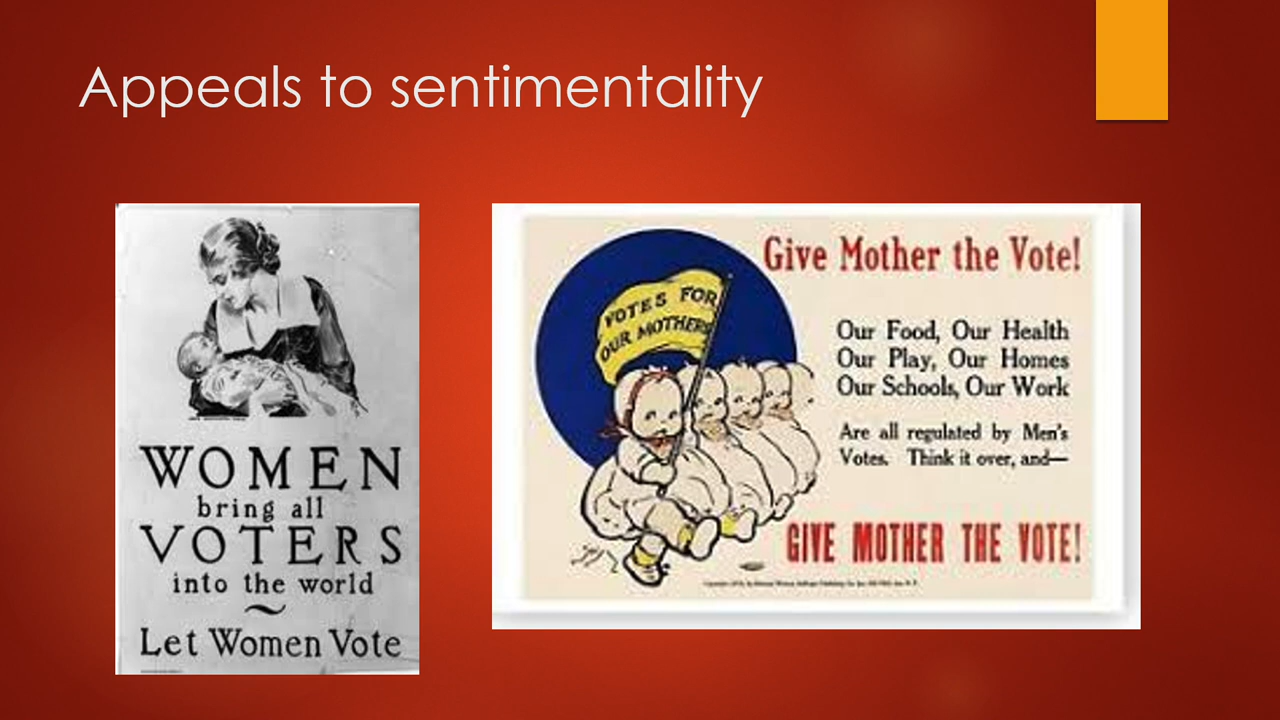 Appeals to sentimentality
WOMEN
bring all
VOTERS
into the world
Let Women Vote
VOTES FOR
OUR MOTHERS
Give Mother the Vote!
Our Food, Our Health
Our Play, Our Homes
Our Schools, Our Work
Are all regulated by Men's
Votes. Think it over, and—
GIVE MOTHER THE VOTE!